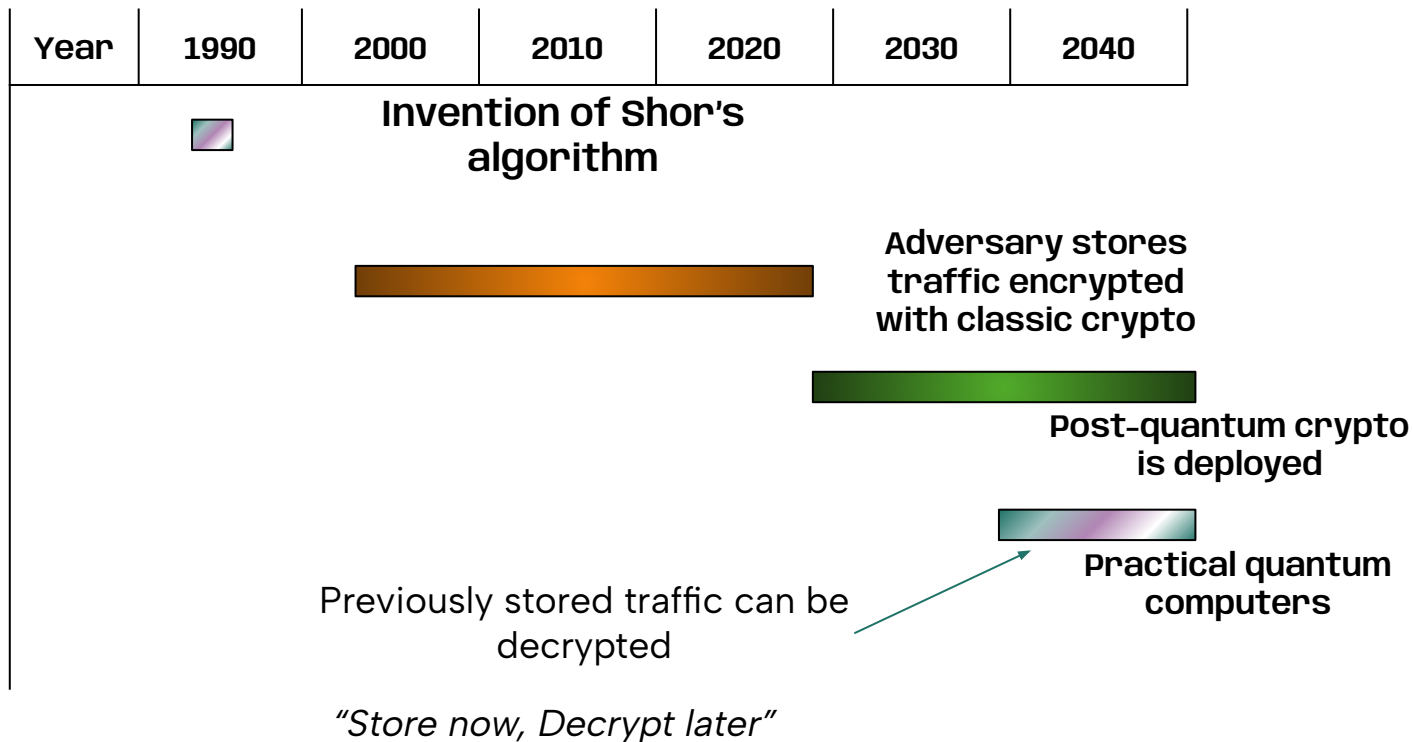 Year 1990 2000 2010 2020 2030 2040
Invention of Shor's
algorithm
Adversary stores
traffic encrypted
with classic crypto
Post-quantum crypto
is deployed
Practical quantum
computers
Previously stored traffic can be
decrypted
“Store now, Decrypt later”